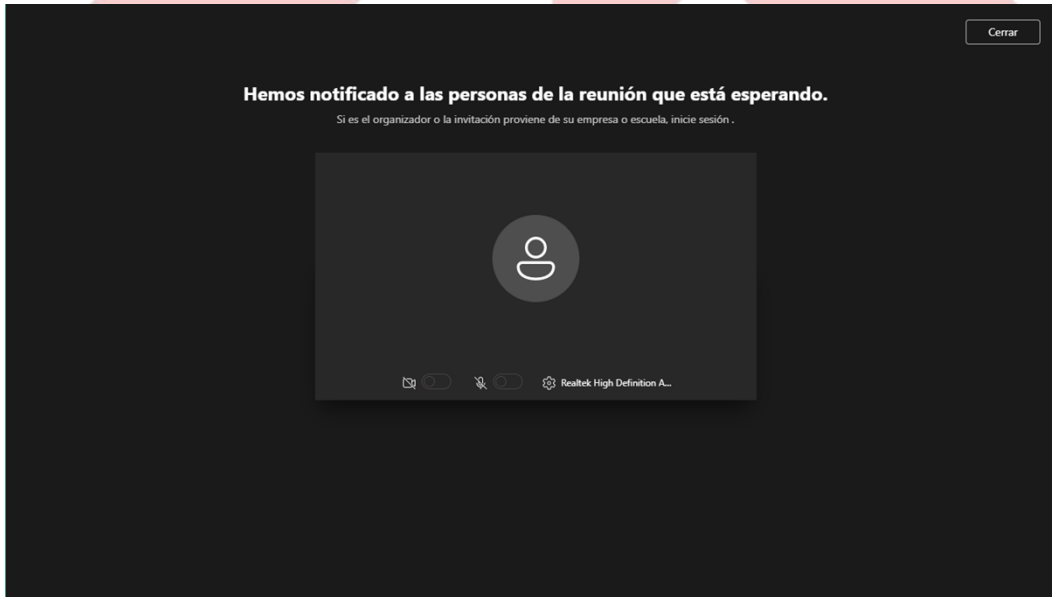 Cerrar
Hemos notificado a las personas de la reunión que está esperando.
Si es el organizador o la invitación proviene de su empresa o escuela, inicie sesión .
Realtek High Definition A...